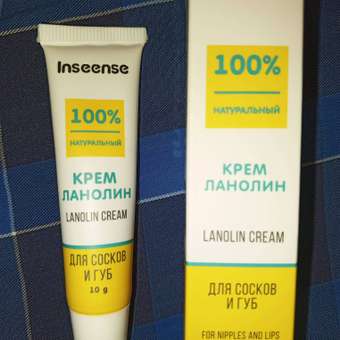 Inseense
100%
НАТУРАЛЬНЫЙ
КРЕМ
ЛАНОЛИН
LANOLIN CREAM
ДЛЯ СОСКОВ
И ГУБ
10 g
100%
НАТУРАЛЬНЫЙ
КРЕМ
ЛАНОЛИН
LANOLIN CREAM
ДЛЯ СОСКОВ
И ГУБ
FOR NIPPLES AND LIPS